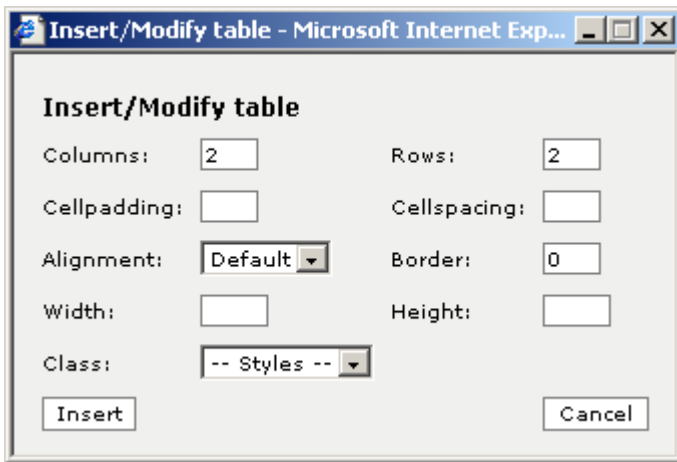 Insert/Modify table - Microsoft Internet Exp...
Insert/Modify table
Columns: 2 Rows: 2
Cellpadding: Cellspacing:
Alignment: Default Border: 0
Width: Height:
Class: -- Styles --
Insert Cancel